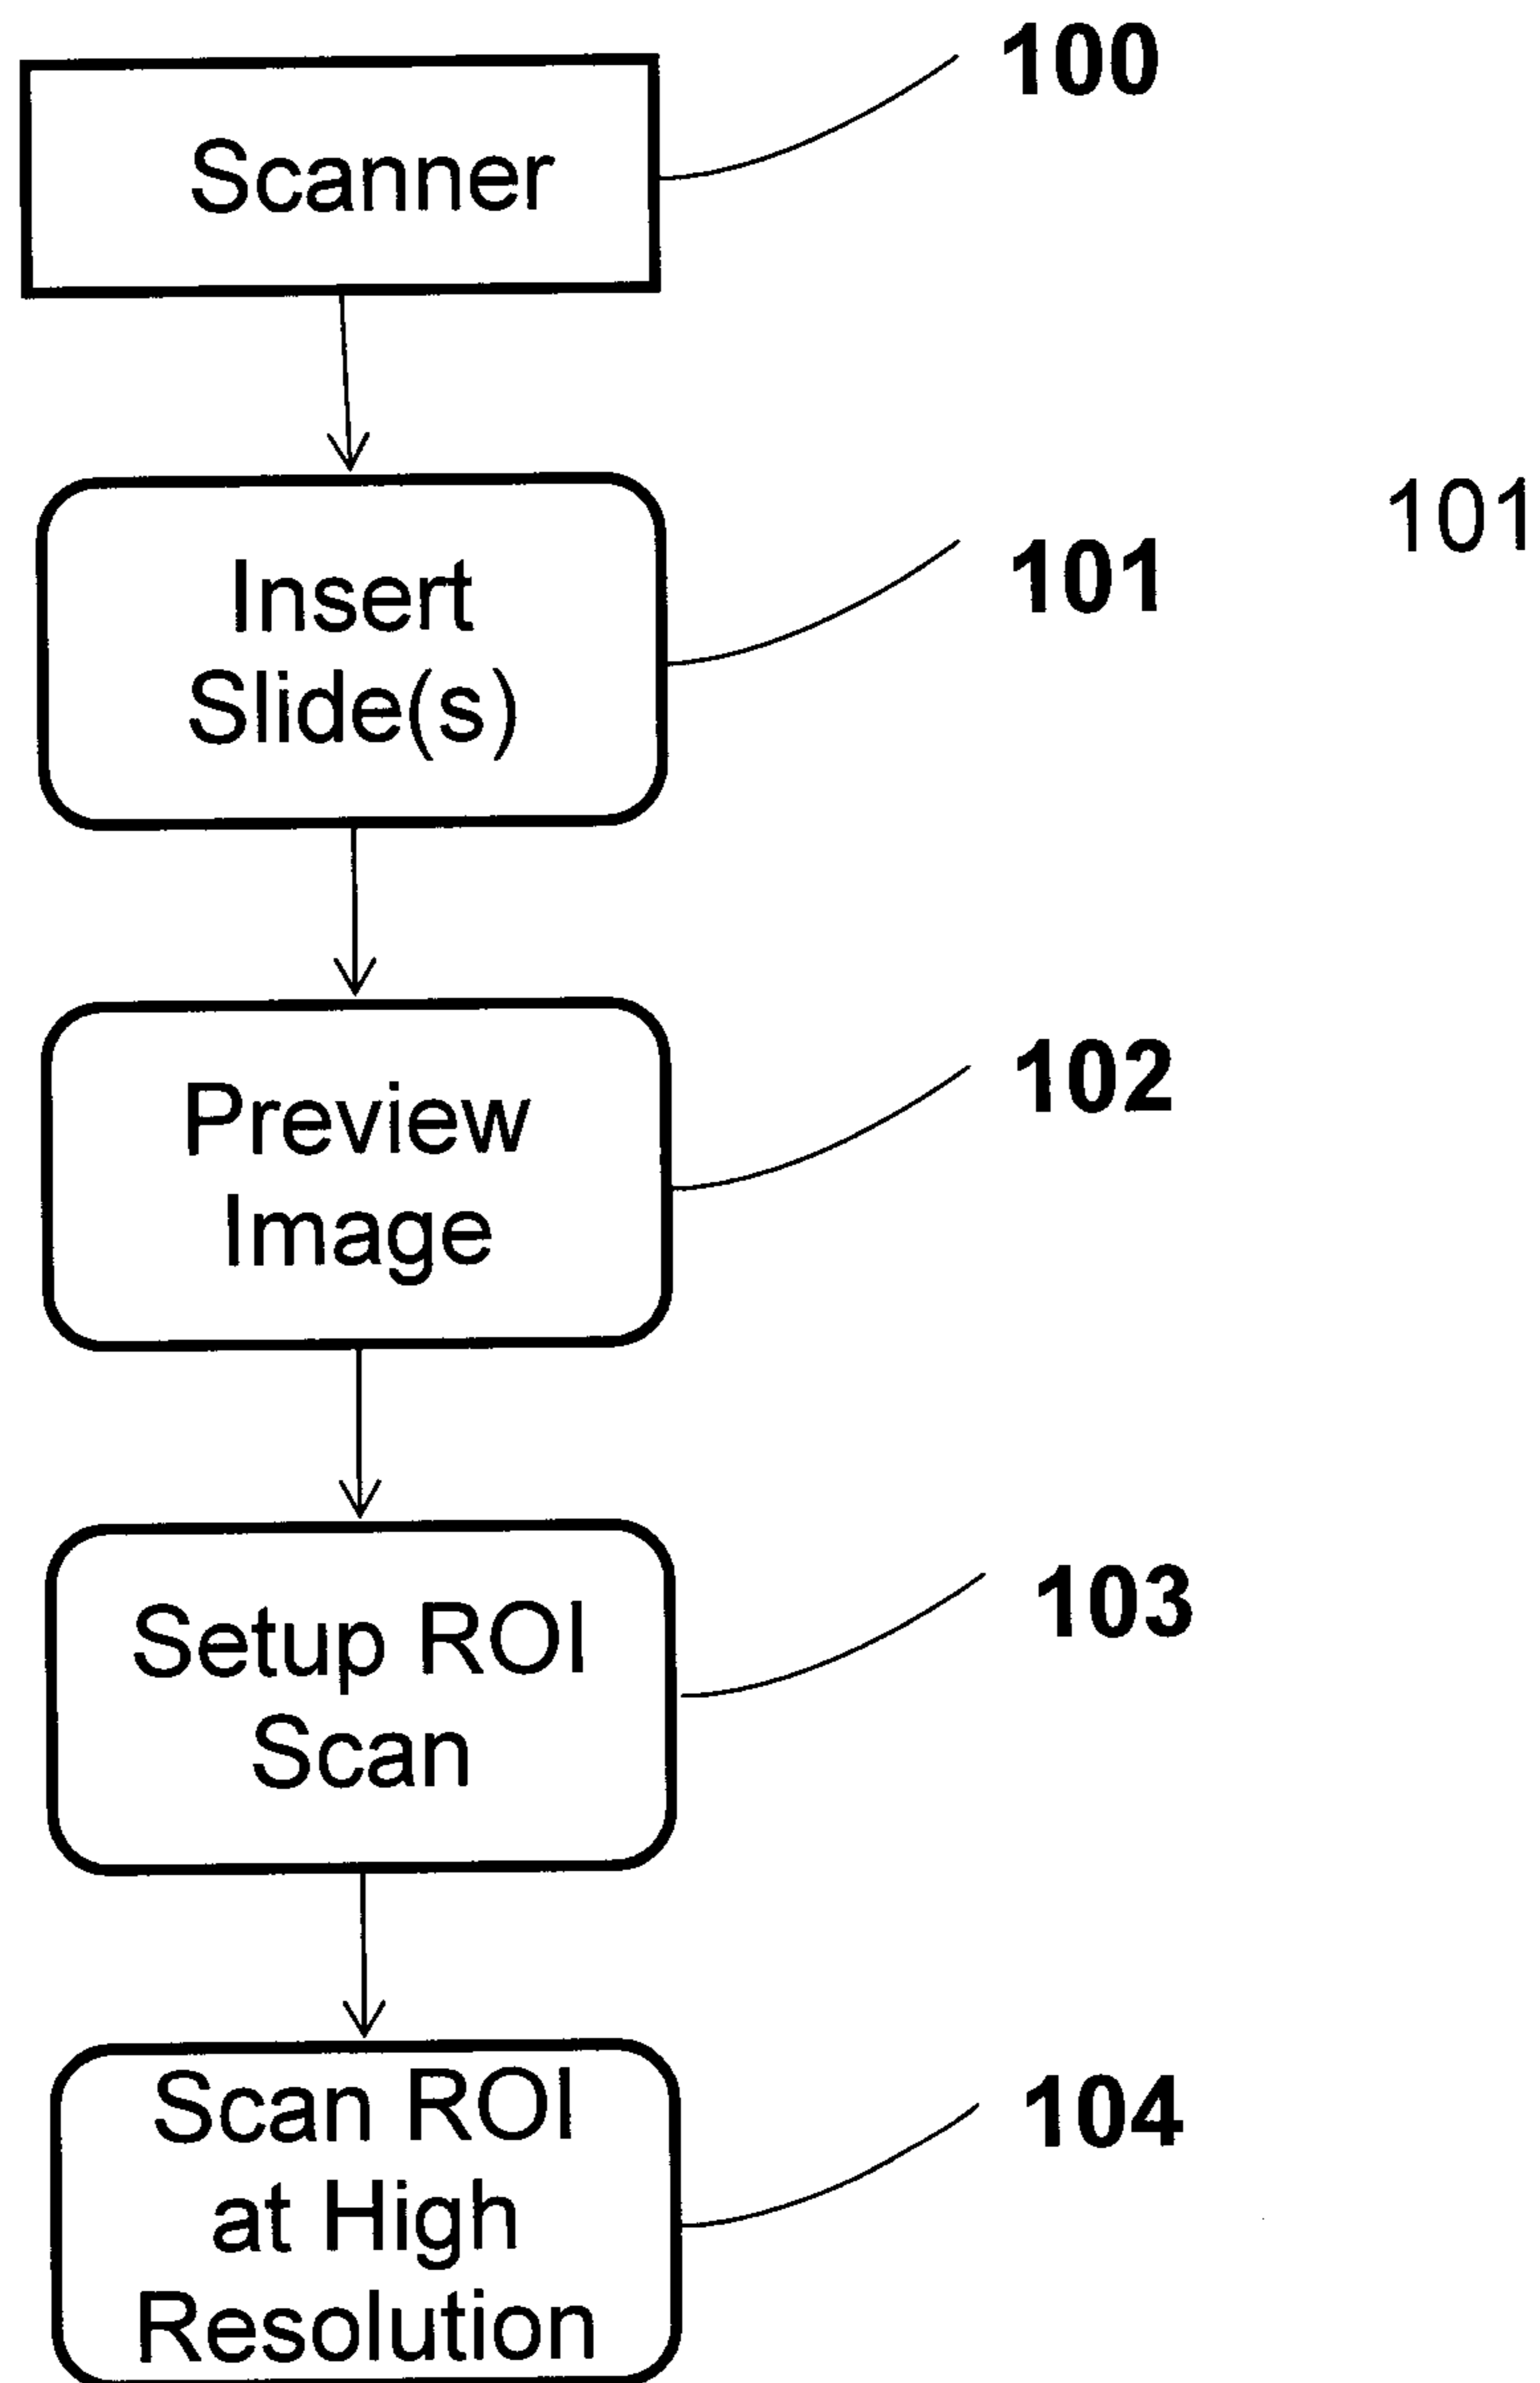 Scanner
100
Insert
Slide(s)
101
101
Preview
Image
102
Setup ROI
Scan
103
Scan ROI
at High
Resolution
104